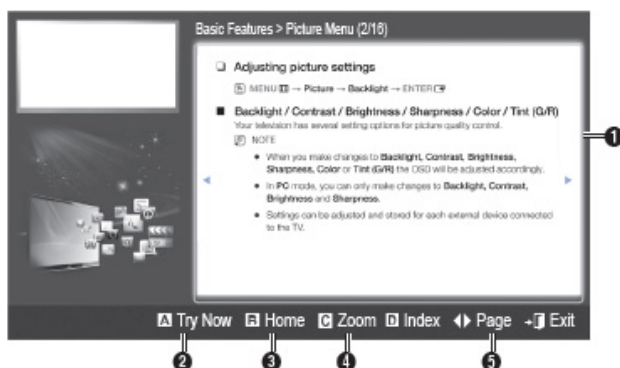 Basic Features > Picture Menu (2/16)
❏ Adjusting picture settings
MENU → Picture → Backlight → ENTER
■ Backlight / Contrast / Brightness / Sharpness / Color / Tint (G/R)
Your television has several setting options for picture quality control.
NOTE
● When you make changes to Backlight, Contrast, Brightness,
Sharpness, Color or Tint (G/R) the OSD will be adjusted accordingly.
● In PC mode, you can only make changes to Backlight, Contrast,
Brightness and Sharpness.
● Settings can be adjusted and stored for each external device connected
to the TV.
1
A Try Now B Home C Zoom D Index ◄► Page Exit
2 3 4 5